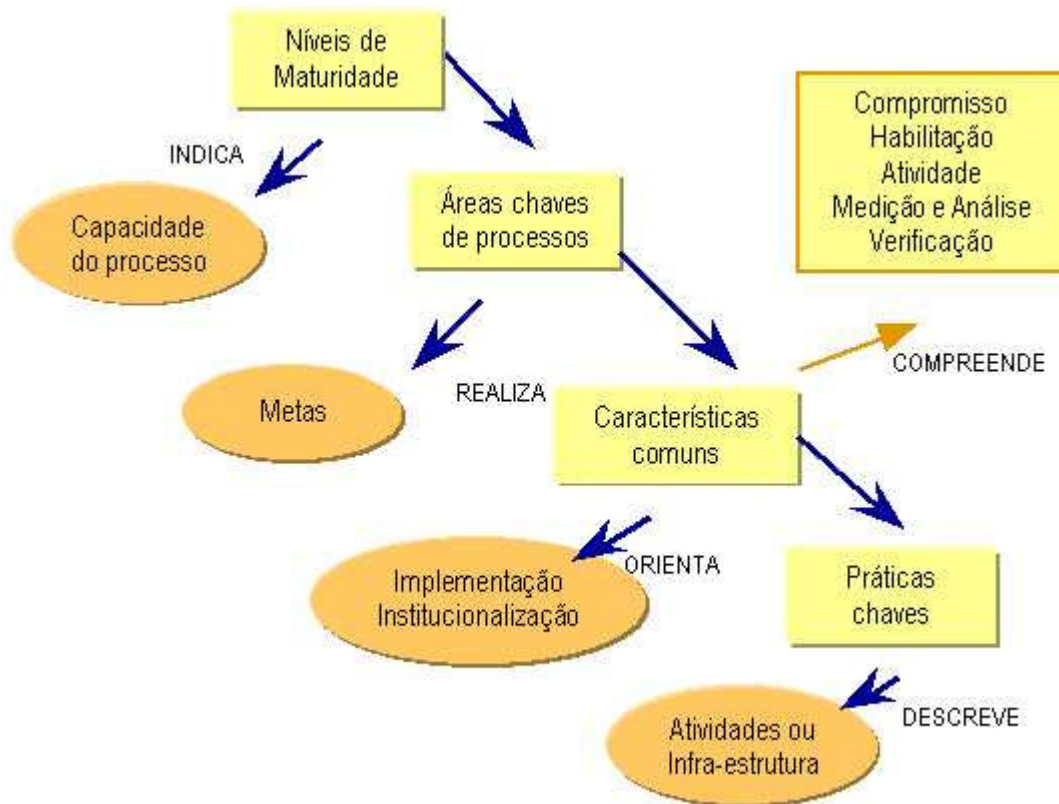 Níveis de
Maturidade
INDICA
Capacidade
do processo
Áreas chaves
de processos
Compromisso
Habilitação
Atividade
Medição e Análise
Verificação
COMPREENDE
Metas
REALIZA
Característisticas
comuns
Implementação
Institucionalização
ORIENTA
Práticas
chaves
Atividades ou
Infra-estrutura
DESCREVE